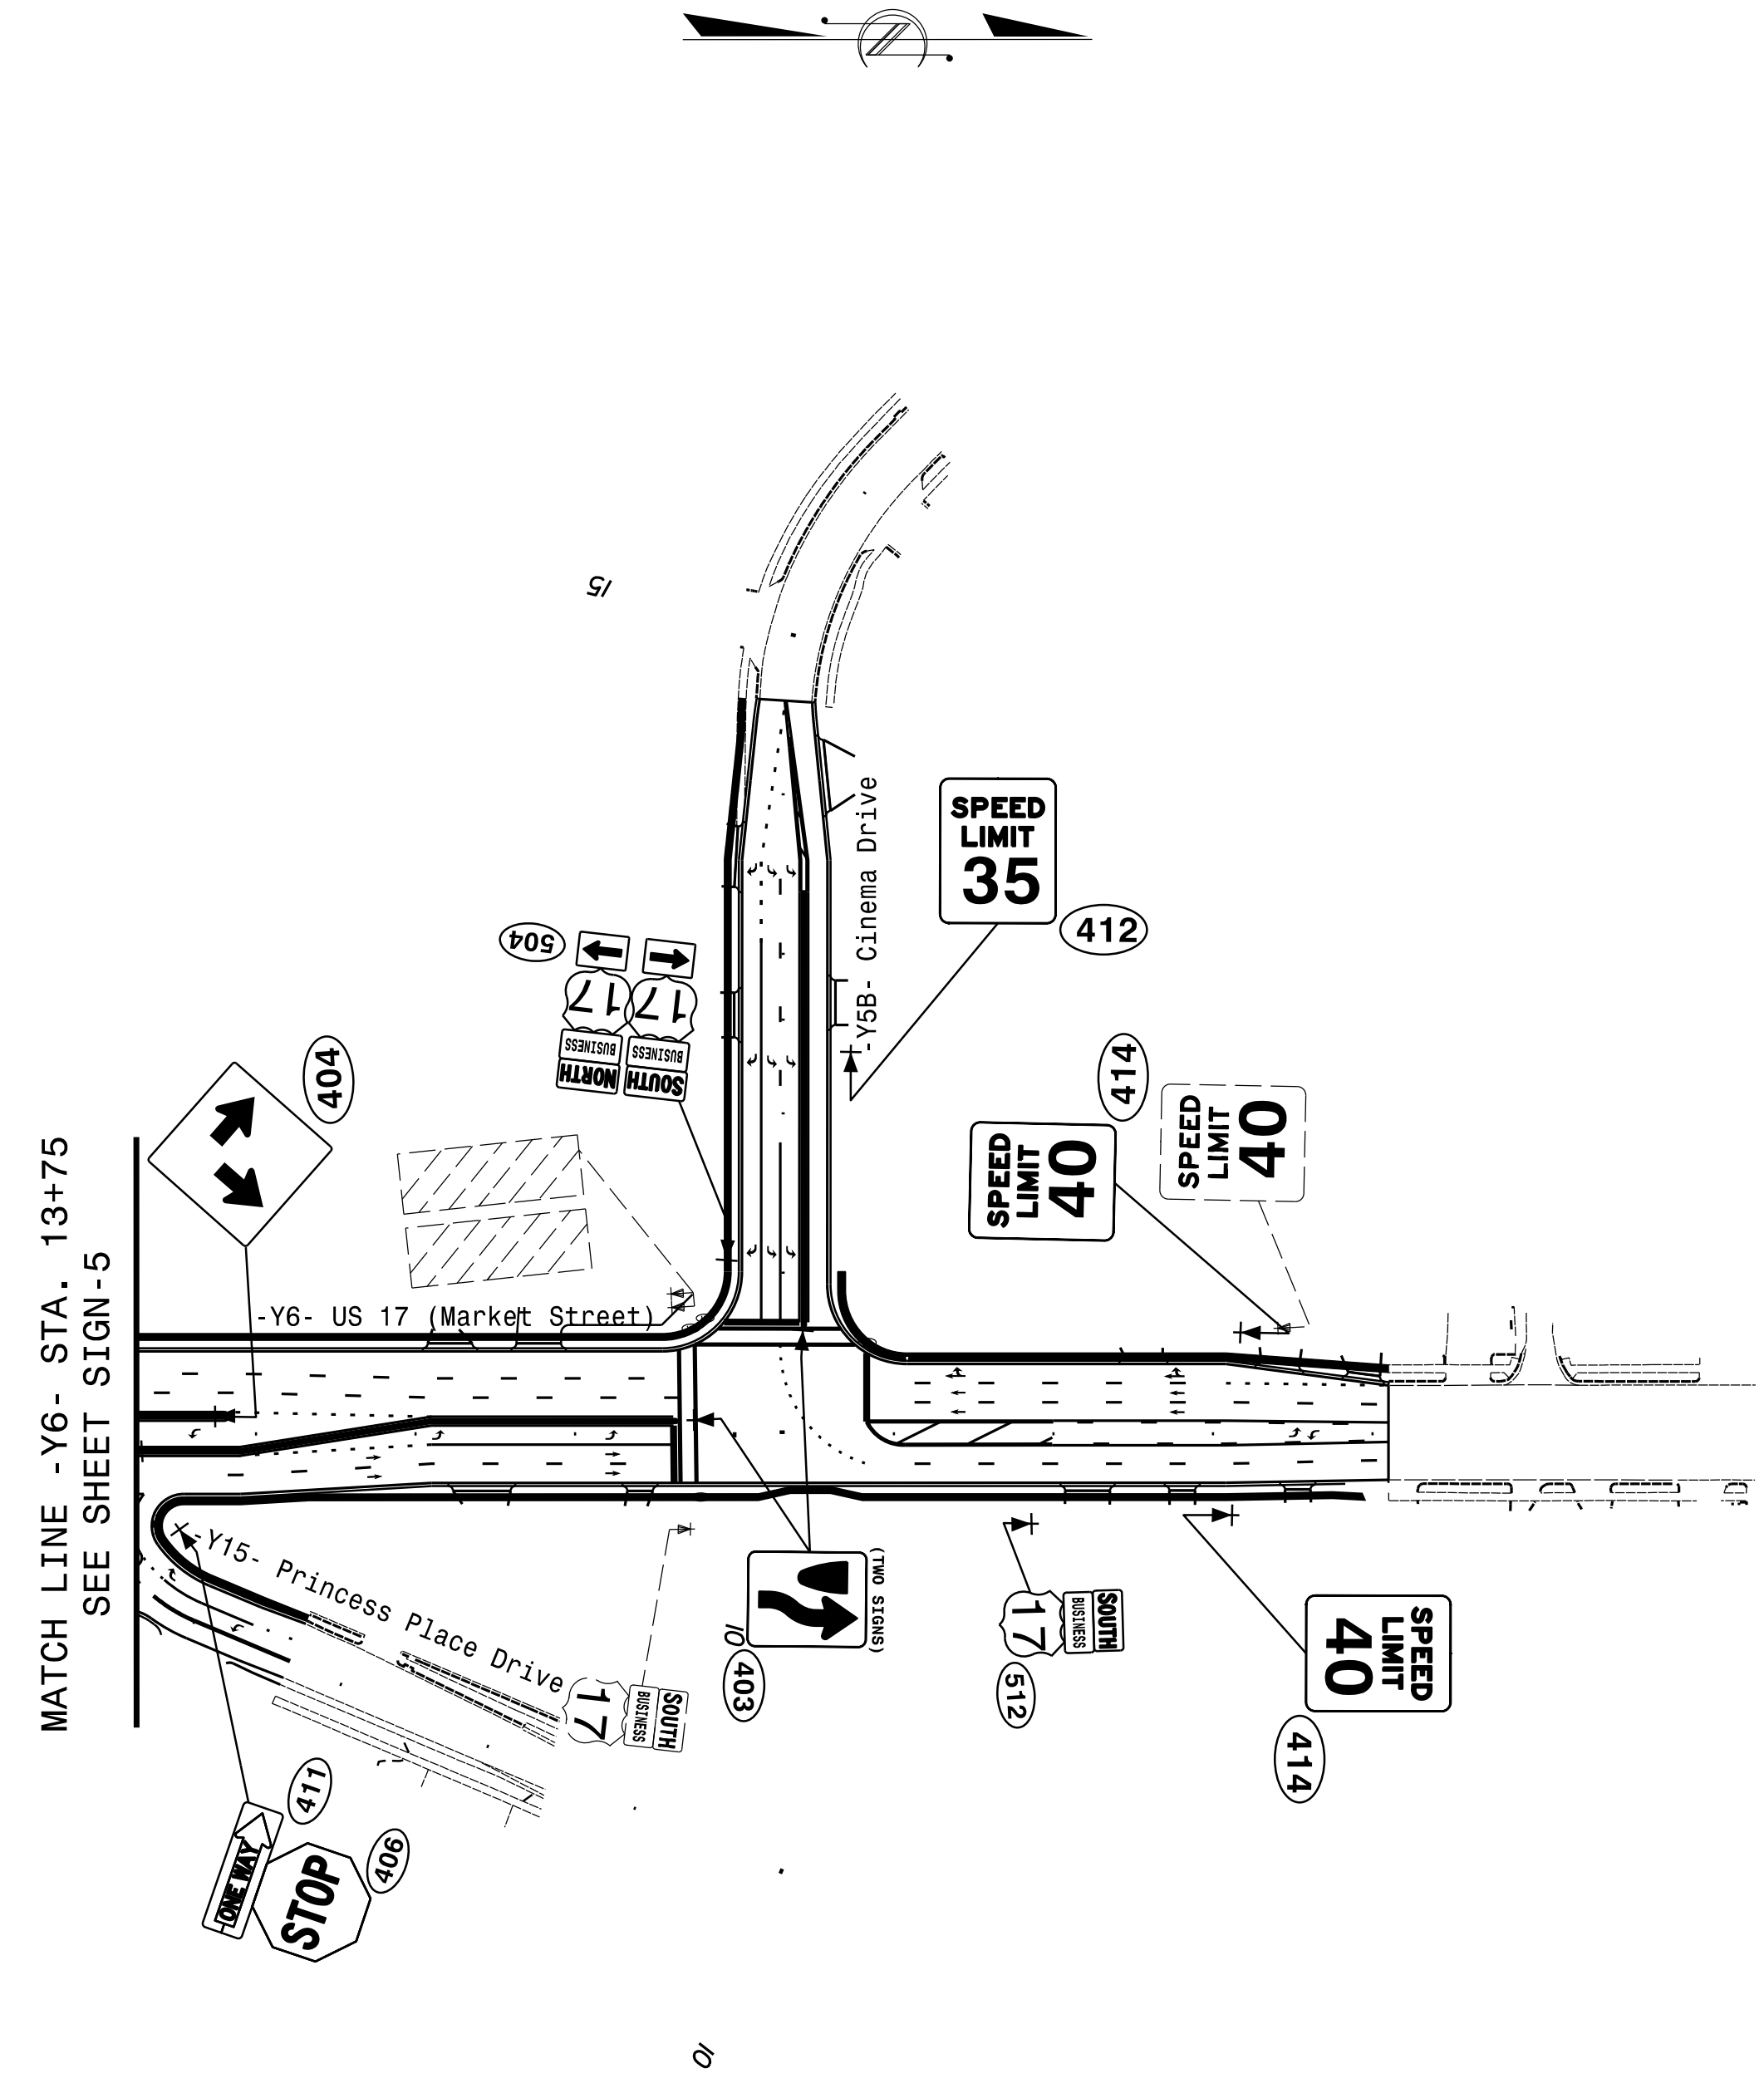 15
SPEED
LIMIT
35
412
-Y5B- Cinema Drive
504
17
17
BUSINESS
BUSINESS
NORTH
SOUTH
404
414
SPEED
LIMIT
40
SPEED
LIMIT
40
MATCH LINE -Y6- STA. 13+75
SEE SHEET SIGN-5
-Y6- US 17 (Market Street)
-Y15- Princess Place Drive
(TWO SIGNS)
10
403
SOUTH
BUSINESS
17
512
SOUTH
BUSINESS
17
SPEED
LIMIT
40
414
411
406
ONE WAY
STOP
10